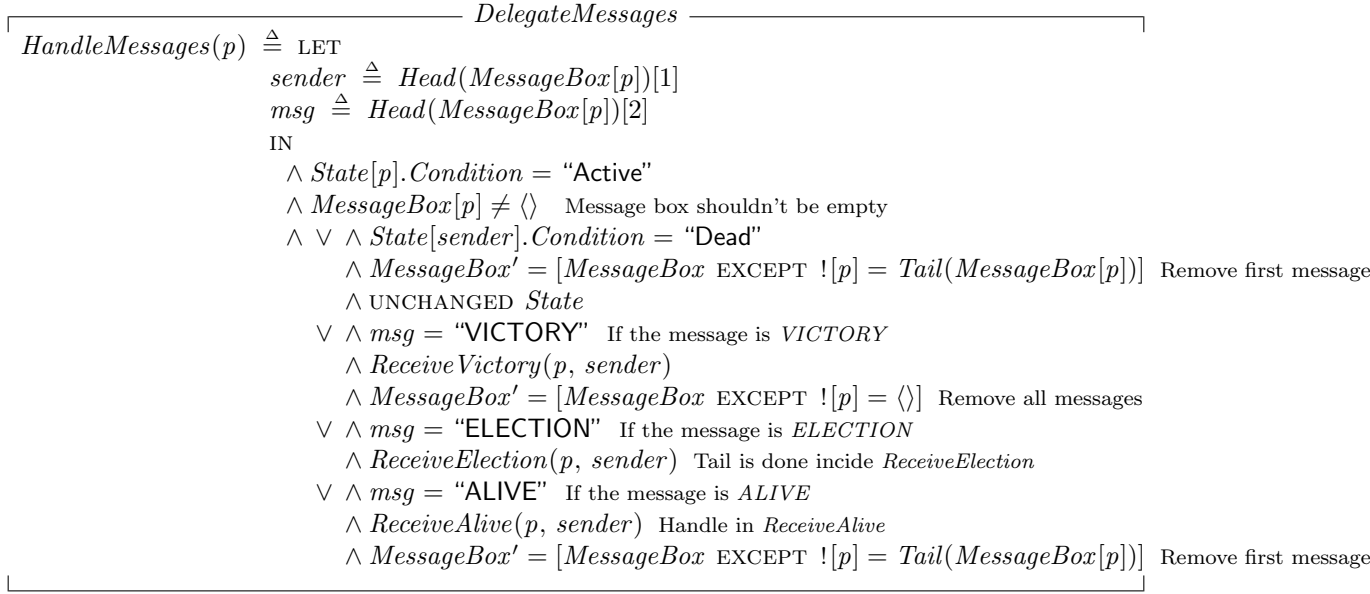 DelegateMessages
HandleMessages(p) ≜ LET
sender ≜ Head(MessageBox[p])[1]
msg ≜ Head(MessageBox[p])[2]
IN
∧ State[p].Condition = “Active”
∧ MessageBox[p] ≠ ⟨⟩ Message box shouldn't be empty
∧ ∨ ∧ State[sender].Condition = “Dead”
∧ MessageBox′ = [MessageBox EXCEPT ![p] = Tail(MessageBox[p])] Remove first message
∧ UNCHANGED State
∨ ∧ msg = “VICTORY” If the message is VICTORY
∧ ReceiveVictory(p, sender)
∧ MessageBox′ = [MessageBox EXCEPT ![p] = ⟨⟩] Remove all messages
∨ ∧ msg = “ELECTION” If the message is ELECTION
∧ ReceiveElection(p, sender) Tail is done incide ReceiveElection
∨ ∧ msg = “ALIVE” If the message is ALIVE
∧ ReceiveAlive(p, sender) Handle in ReceiveAlive
∧ MessageBox′ = [MessageBox EXCEPT ![p] = Tail(MessageBox[p])] Remove first message